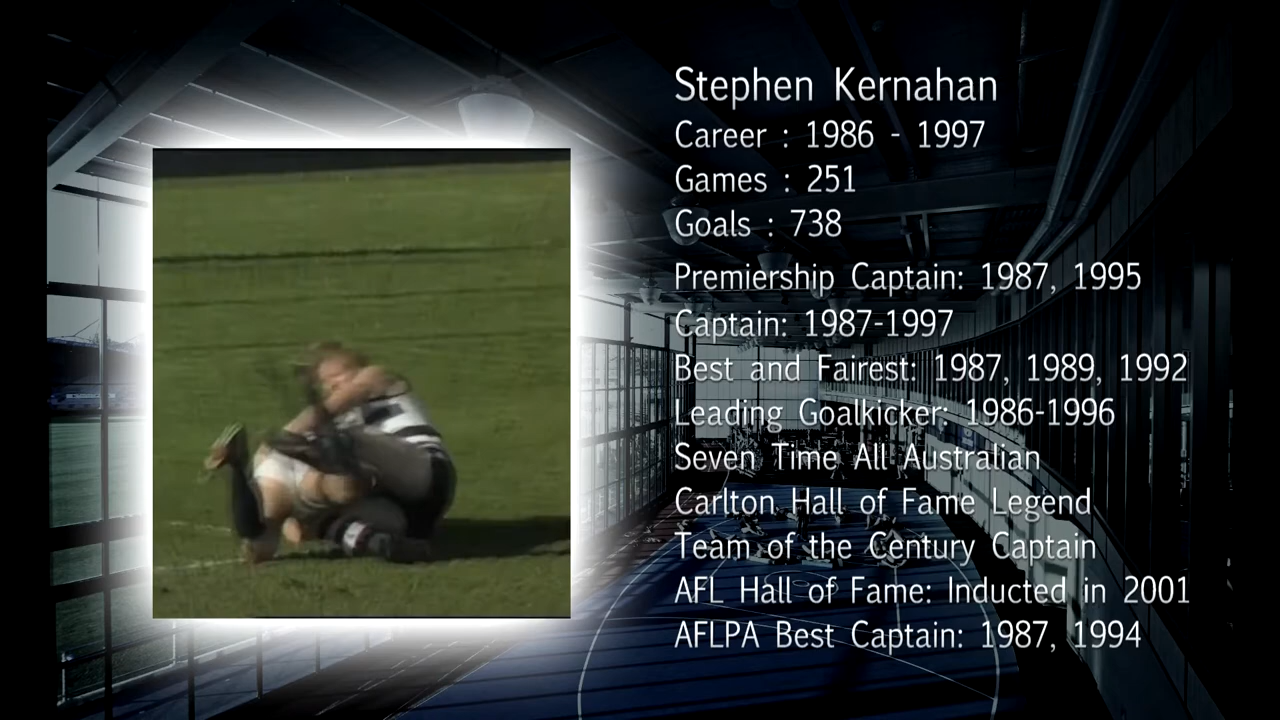 Stephen Kernahan
Career : 1986 - 1997
Games : 251
Goals : 738
Premiership Captain: 1987, 1995
Captain: 1987-1997
Best and Fairest: 1987, 1989, 1992
Leading Goalkicker: 1986-1996
Seven Time All Australian
Carlton Hall of Fame Legend
Team of the Century Captain
AFL Hall of Fame: Inducted in 2001
AFLPA Best Captain: 1987, 1994